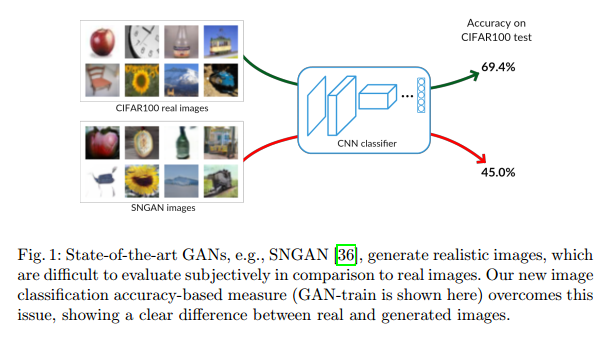 Accuracy on
CIFAR100 test
69.4%
CIFAR100 real images
...
CNN classifier
SNGAN images
45.0%
Fig. 1: State-of-the-art GANs, e.g., SNGAN [36], generate realistic images, which
are difficult to evaluate subjectively in comparison to real images. Our new image
classification accuracy-based measure (GAN-train is shown here) overcomes this
issue, showing a clear difference between real and generated images.